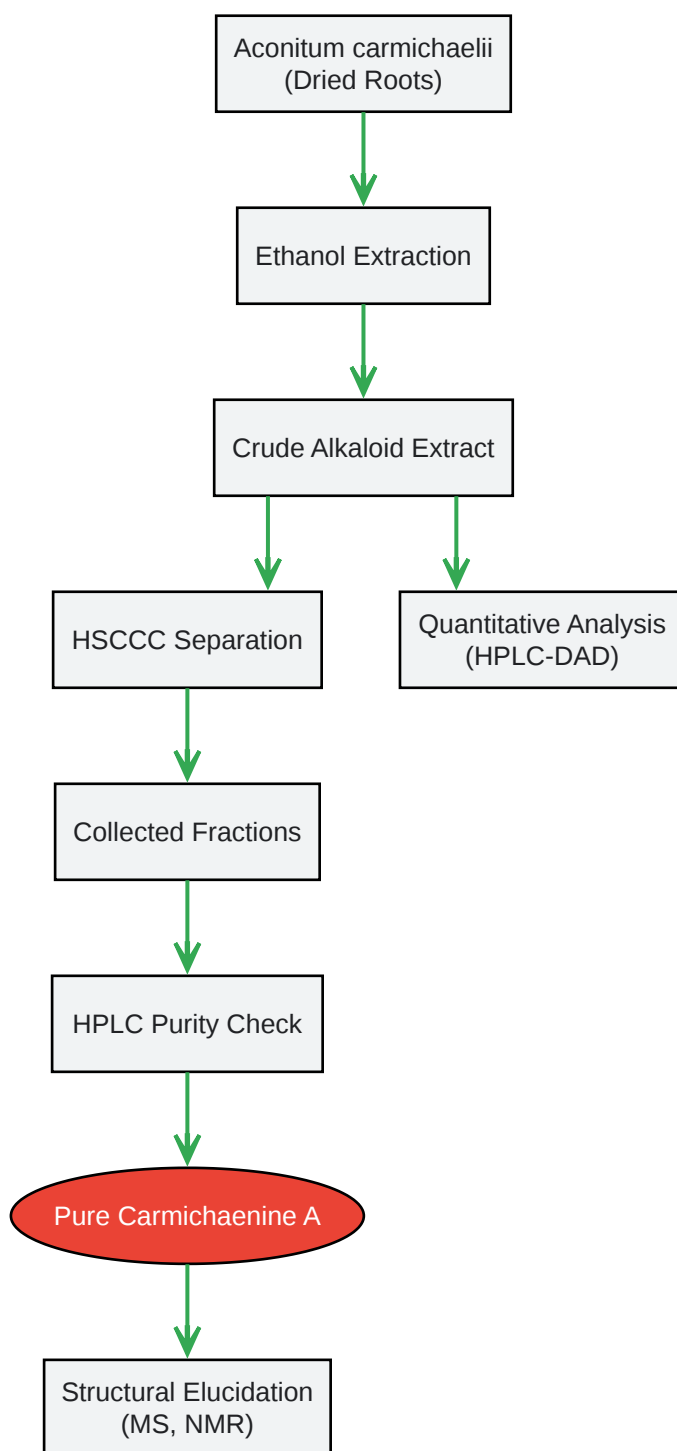 Aconitum carmichaelii
(Dried Roots)
Ethanol Extraction
Crude Alkaloid Extract
HSCCC Separation
Quantitative Analysis
(HPLC-DAD)
Collected Fractions
HPLC Purity Check
Pure Carmichaenine A
Structural Elucidation
(MS, NMR)